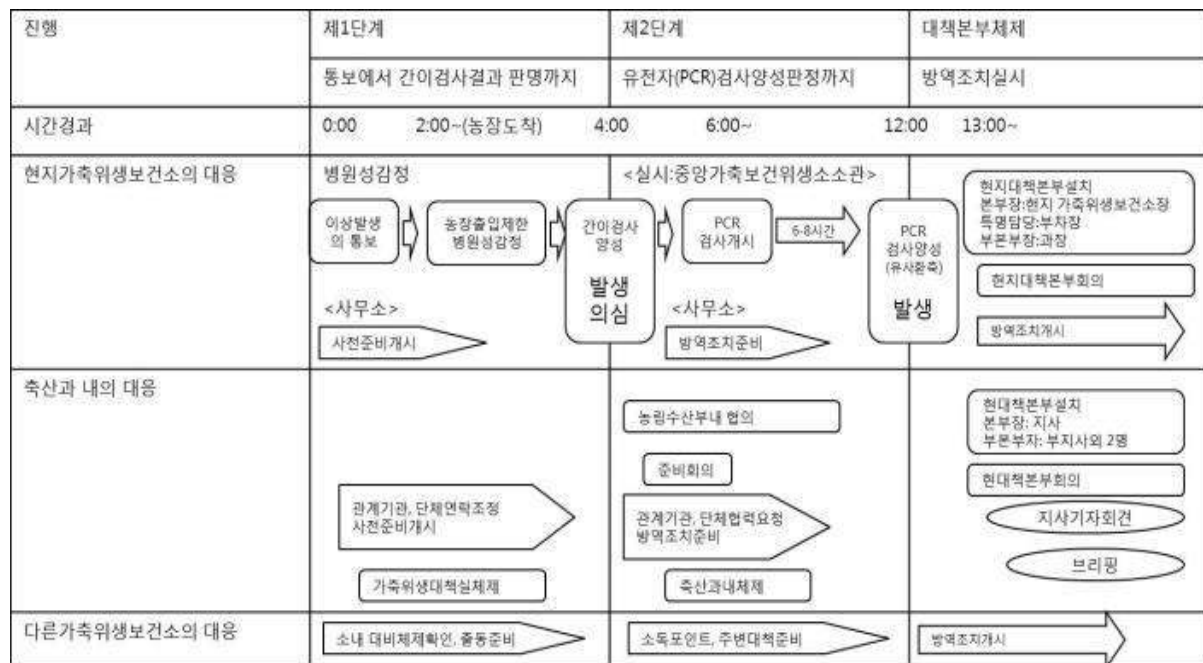 진행
제1단계
제2단계
대책본부체제
통보에서 간이검사결과 판명까지
유전자(PCR)검사양성판정까지
방역조치실시
시간경과
0:00 2:00~(농장도착) 4:00 6:00~ 12:00 13:00~
현지가축위생보건소의 대응
병원성감정
<실시:중앙가축보건위생소소관>
이상발생
의 통보
농장출입제한
병원성감정
간이검사
양성
발생
의심
PCR
검사개시
6-8시간
PCR
검사양성
(유사환축)
발생
현지대책본부설치
본부장:현지 가축위생보건소장
특명담당:부차장
부본부장:과장
현지대책본부회의
<사무소>
사전준비개시
<사무소>
방역조치준비
방역조치개시
축산과 내의 대응
농림수산부내 협의
준비회의
관계기관, 단체연락조정
사전준비개시
관계기관, 단체협력요청
방역조치준비
가축위생대책실체제
축산과내체제
현대책본부설치
본부장: 지사
부본부자: 부지사외 2명
현대책본부회의
지사기자회견
브리핑
다른가축위생보건소의 대응
소내 대비체제확인, 출동준비
소독포인트, 주변대책준비
방역조치개시